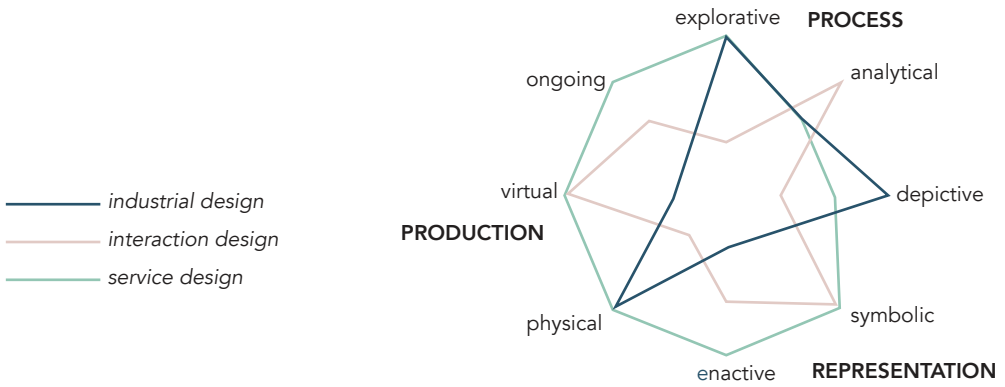 explorative
PROCESS
analytical
ongoing
virtual
depictive
industrial design
PRODUCTION
interaction design
service design
physical
symbolic
enactive
REPRESENTATION